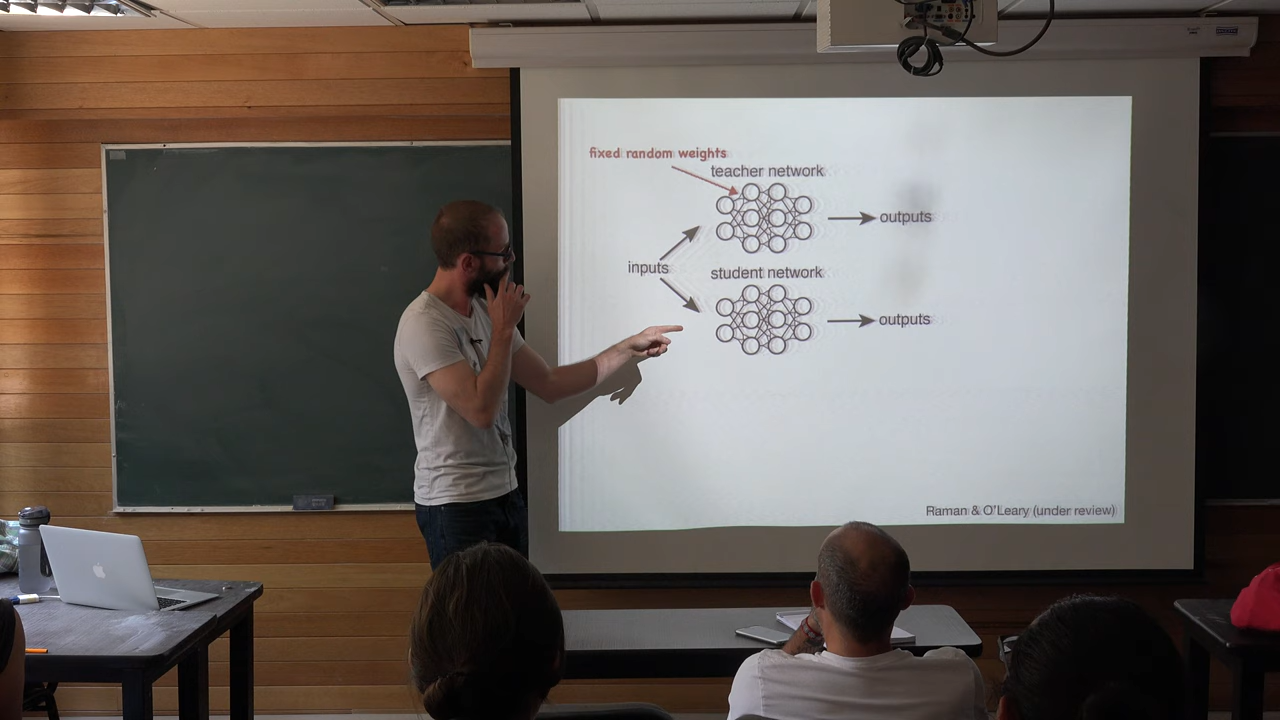 fixed random weights
teacher network
outputs
inputs
student network
outputs
Raman & O'Leary (under review)